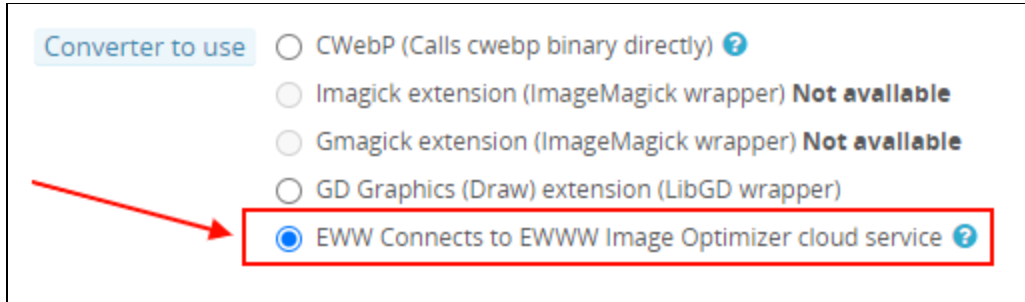 Converter to use
CWebP (Calls cwebp binary directly) ?
Imagick extension (ImageMagick wrapper) Not available
Gmagick extension (ImageMagick wrapper) Not available
GD Graphics (Draw) extension (LibGD wrapper)
EWW Connects to EWWW Image Optimizer cloud service ?